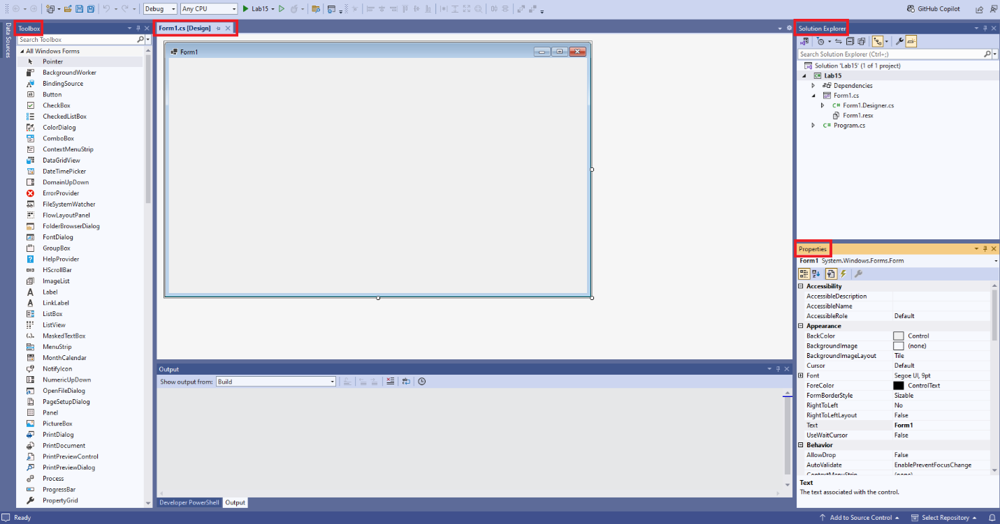 Debug Any CPU Lab15 GitHub Copilot
Data Sources
Toolbox
Search Toolbox
All Windows Forms
Pointer
BackgroundWorker
BindingSource
Button
CheckBox
CheckedListBox
ColorDialog
ComboBox
ContextMenuStrip
DataGridView
DateTimePicker
DomainUpDown
ErrorProvider
FileSystemWatcher
FlowLayoutPanel
FolderBrowserDialog
FontDialog
GroupBox
HelpProvider
HScrollBar
ImageList
Label
LinkLabel
ListBox
ListView
MaskedTextBox
MenuStrip
MonthCalendar
NotifyIcon
NumericUpDown
OpenFileDialog
PageSetupDialog
Panel
PictureBox
PrintDialog
PrintDocument
PrintPreviewControl
PrintPreviewDialog
Process
ProgressBar
PropertyGrid
Form1.cs [Design]
Form1
Output
Show output from: Build
Developer PowerShell Output
Solution Explorer
Search Solution Explorer (Ctrl+;)
Solution 'Lab15' (1 of 1 project)
C# Lab15
Dependencies
Form1.cs
C# Form1.Designer.cs
Form1.resx
C# Program.cs
Properties
Form1 System.Windows.Forms.Form
Accessibility
AccessibleDescription
AccessibleName
AccessibleRole Default
Appearance
BackColor Control
BackgroundImage (none)
BackgroundImageLayout Tile
Cursor Default
Font Segoe UI, 9pt
ForeColor ControlText
FormBorderStyle Sizable
RightToLeft No
RightToLeftLayout False
Text Form1
UseWaitCursor False
Behavior
AllowDrop False
AutoValidate EnablePreventFocusChange
ContextMenuStrip (none)
Text
The text associated with the control.
Ready Add to Source Control Select Repository